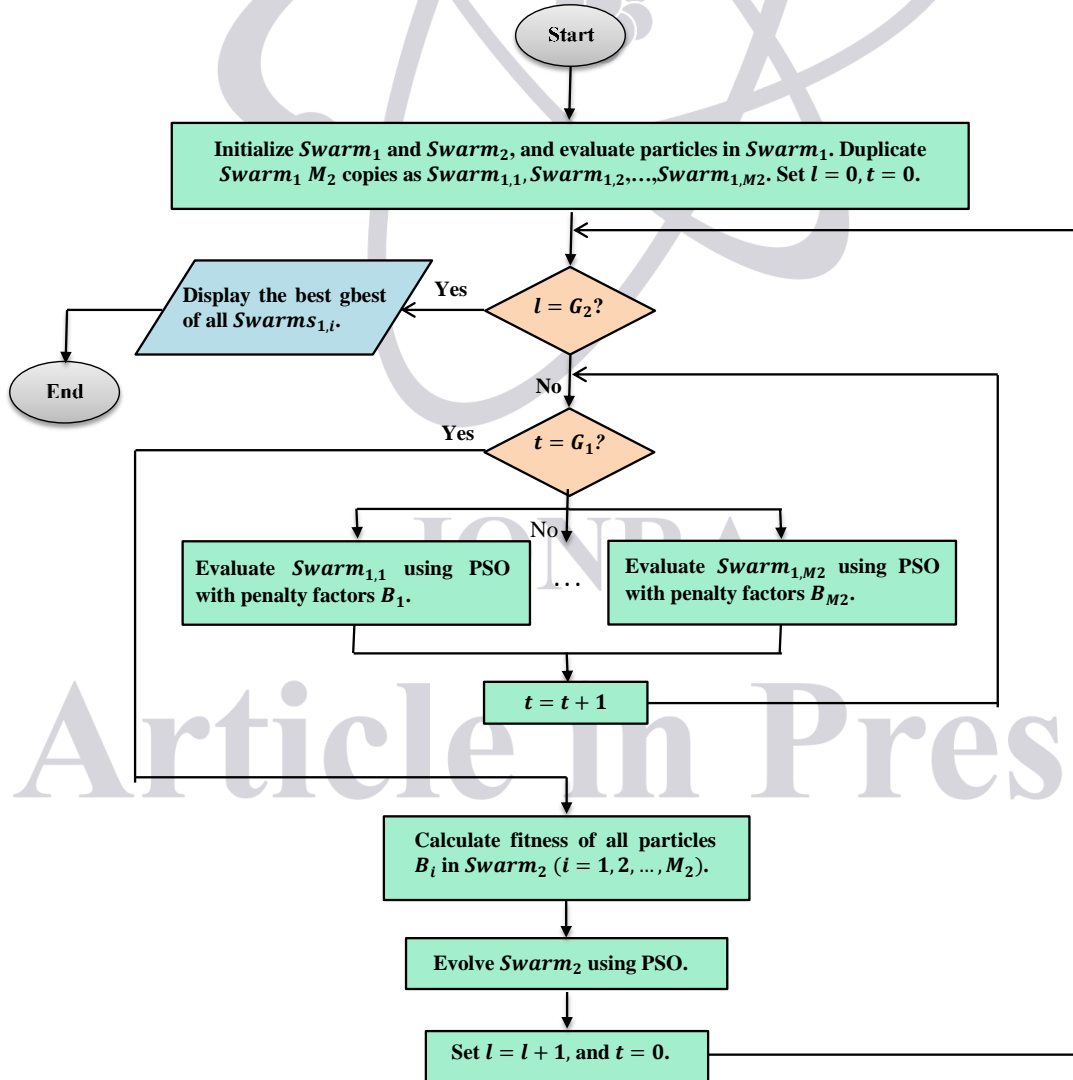 Start
Initialize Swarm₁ and Swarm₂, and evaluate particles in Swarm₁. Duplicate
Swarm₁ M₂ copies as Swarm₁,₁, Swarm₁,₂,…,Swarm₁,M2. Set l = 0, t = 0.
l = G₂?
Yes
Display the best gbest
of all Swarms₁,ᵢ.
End
No
t = G₁?
Yes
No
Evaluate Swarm₁,₁ using PSO
with penalty factors B₁.
...
Evaluate Swarm₁,M2 using PSO
with penalty factors B_M2.
t = t + 1
Article in Pres
Calculate fitness of all particles
Bᵢ in Swarm₂ (i = 1, 2, … , M₂).
Evolve Swarm₂ using PSO.
Set l = l + 1, and t = 0.